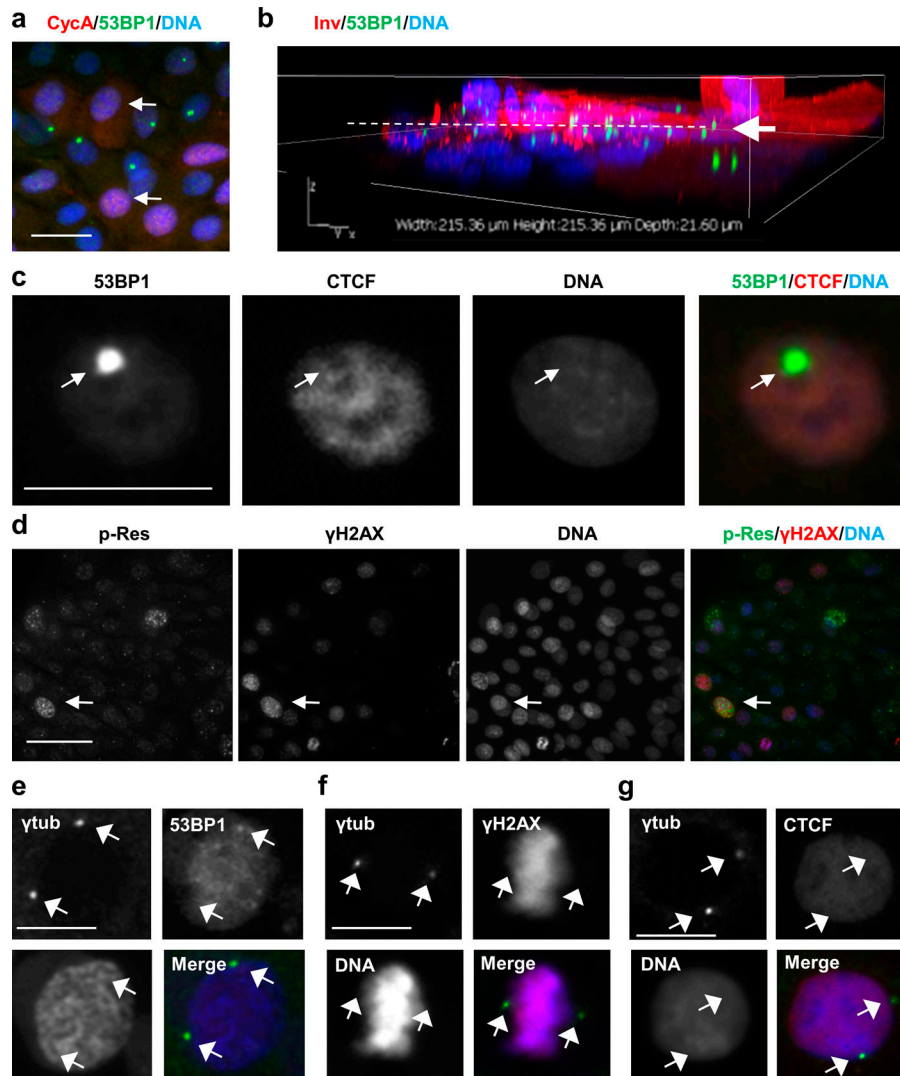 a
CycA/53BP1/DNA
b
Inv/53BP1/DNA
z
y x
Width:215.36 µm Height:215.36 µm Depth:21.60 µm
c
53BP1
CTCF
DNA
53BP1/CTCF/DNA
d
p-Res
γH2AX
DNA
p-Res/γH2AX/DNA
e
γtub
53BP1
Merge
f
γtub
γH2AX
DNA
Merge
g
γtub
CTCF
DNA
Merge